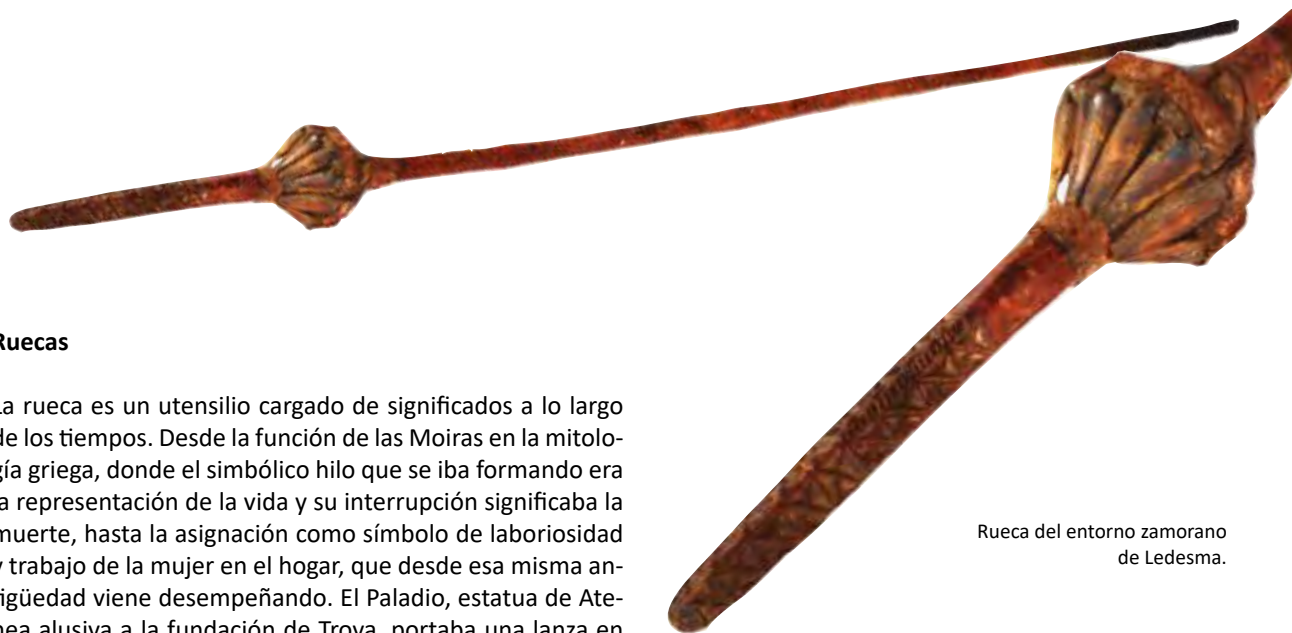 Ruecas
La rueca es un utensilio cargado de significados a lo largo
de los tiempos. Desde la función de las Moiras en la mitolo-
gía griega, donde el simbólico hilo que se iba formando era
la representación de la vida y su interrupción significaba la
muerte, hasta la asignación como símbolo de laboriosidad
y trabajo de la mujer en el hogar, que desde esa misma an-
tigüedad viene desempeñando. El Paladio, estatua de Ate-
nea alusiva a la fundación de Troya, portaba una lanza en
Rueca del entorno zamorano
de Ledesma.